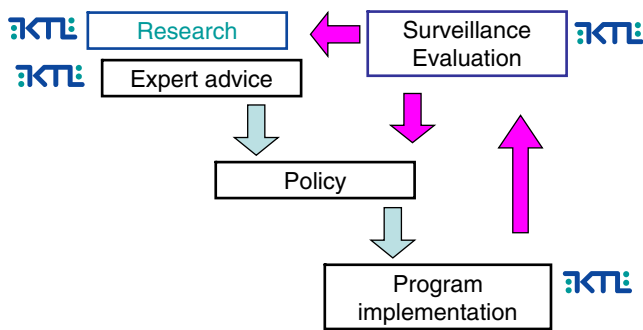 KTL
Research
Surveillance
Evaluation
KTL
KTL
Expert advice
Policy
Program
implementation
KTL